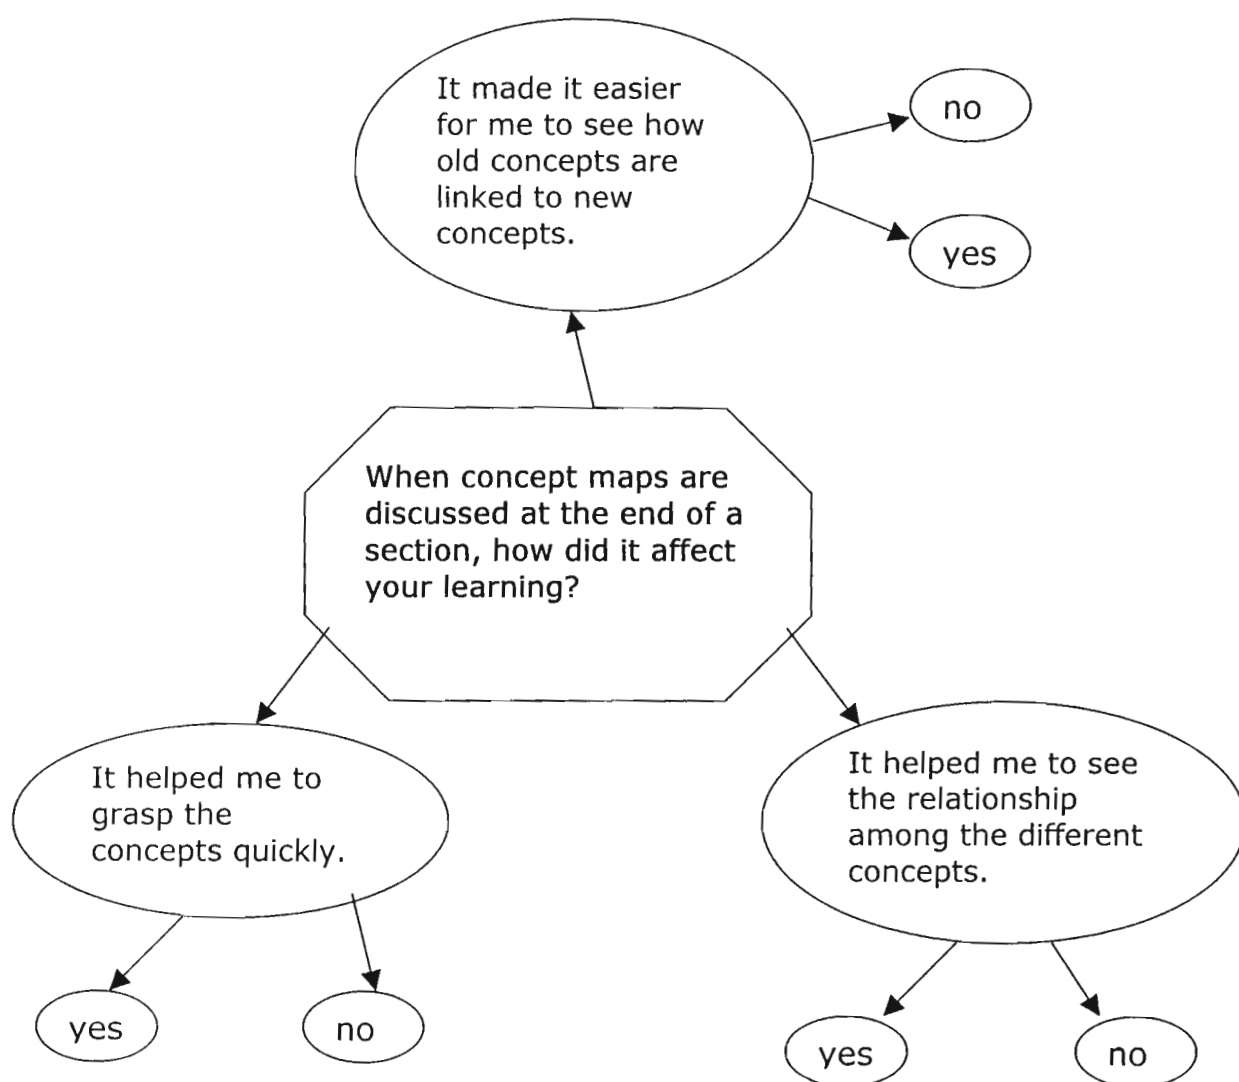 It made it easier
for me to see how
old concepts are
linked to new
concepts.
no
yes
When concept maps are
discussed at the end of a
section, how did it affect
your learning?
It helped me to
grasp the
concepts quickly.
yes
no
It helped me to see
the relationship
among the different
concepts.
yes
no